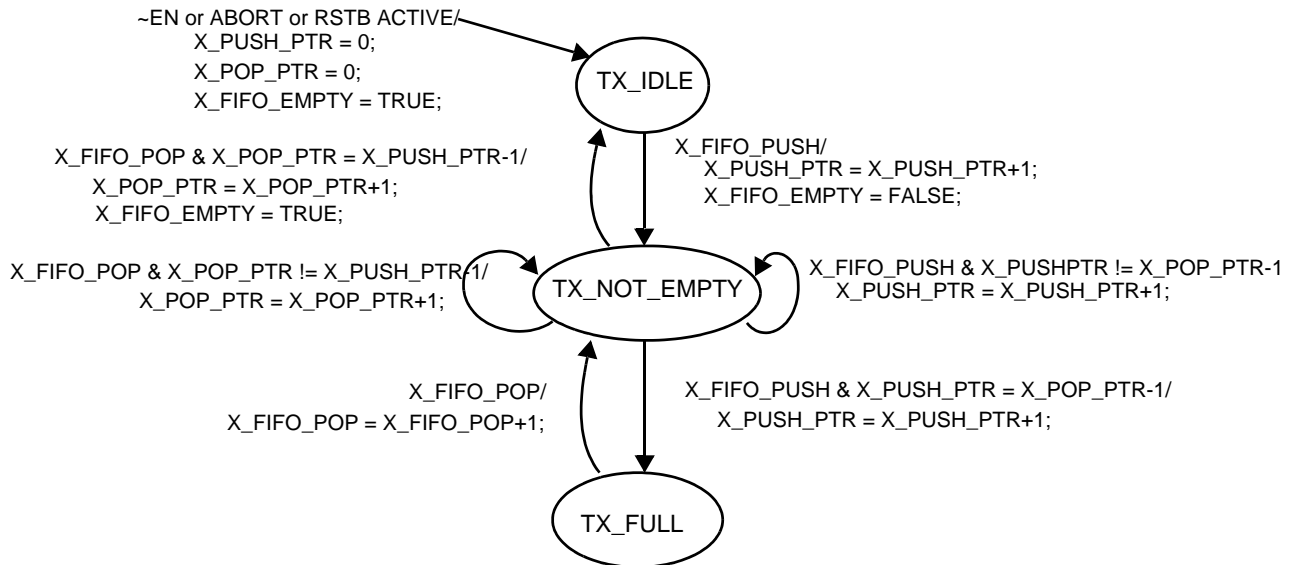 ~EN or ABORT or RSTB ACTIVE/
X_PUSH_PTR = 0;
X_POP_PTR = 0;
X_FIFO_EMPTY = TRUE;
TX_IDLE
X_FIFO_POP & X_POP_PTR = X_PUSH_PTR-1/
X_POP_PTR = X_POP_PTR+1;
X_FIFO_EMPTY = TRUE;
X_FIFO_PUSH/
X_PUSH_PTR = X_PUSH_PTR+1;
X_FIFO_EMPTY = FALSE;
X_FIFO_POP & X_POP_PTR != X_PUSH_PTR-1/
X_POP_PTR = X_POP_PTR+1;
TX_NOT_EMPTY
X_FIFO_PUSH & X_PUSHPTR != X_POP_PTR-1
X_PUSH_PTR = X_PUSH_PTR+1;
X_FIFO_POP/
X_FIFO_POP = X_FIFO_POP+1;
X_FIFO_PUSH & X_PUSH_PTR = X_POP_PTR-1/
X_PUSH_PTR = X_PUSH_PTR+1;
TX_FULL